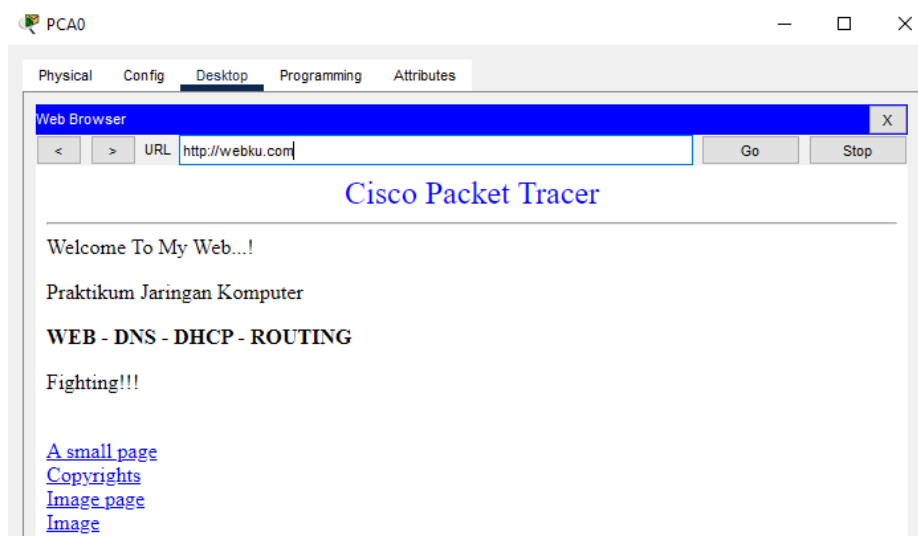 PCA0
Physical Config Desktop Programming Attributes
Web Browser X
< > URL http://webku.com Go Stop
Cisco Packet Tracer
Welcome To My Web...!
Praktikum Jaringan Komputer
WEB - DNS - DHCP - ROUTING
Fighting!!!
A small page
Copyrights
Image page
Image